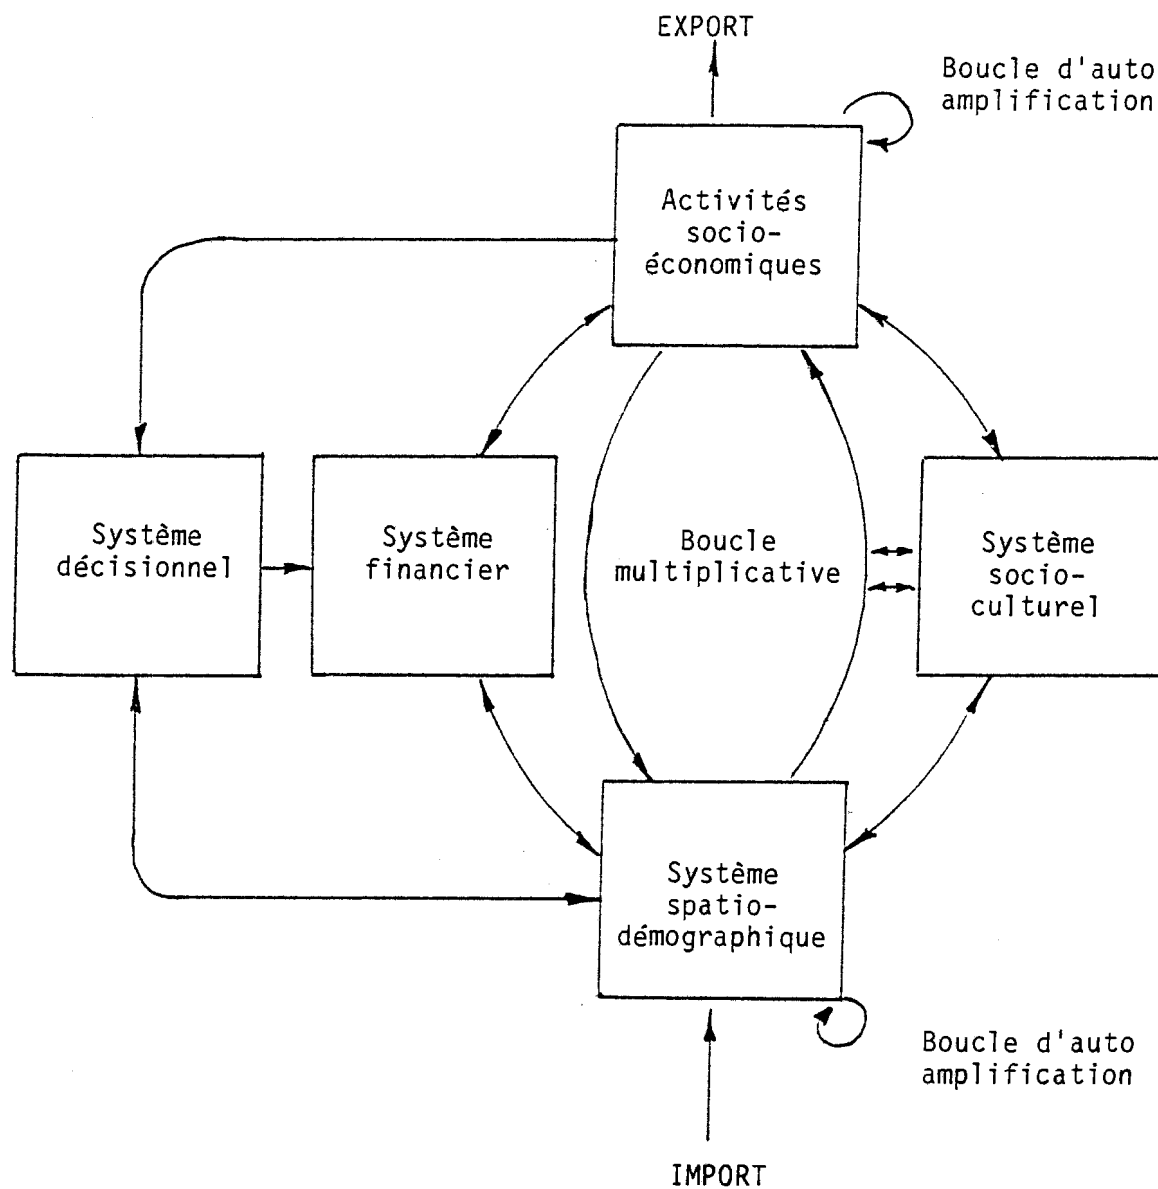 EXPORT
Boucle d'auto
amplification
Activités
socio-
économiques
Système
décisionnel
Système
financier
Boucle
multiplicative
Système
socio-
culturel
Système
spatio-
démographique
Boucle d'auto
amplification
IMPORT